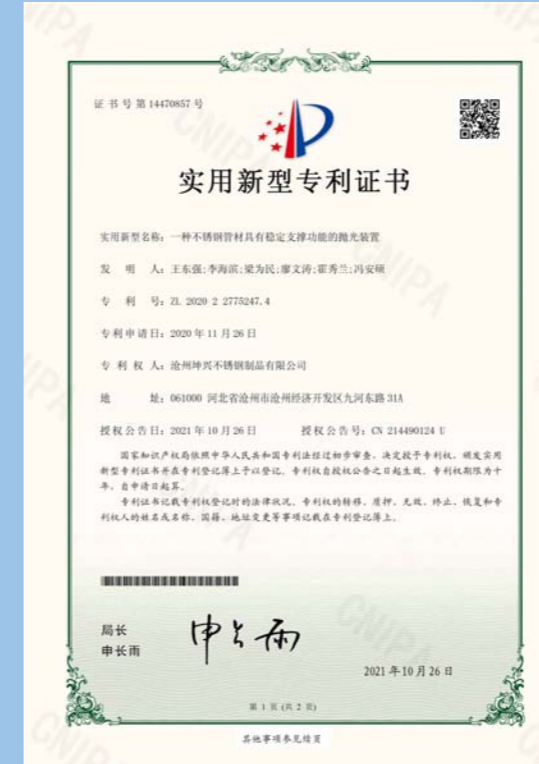 证书号第14470857号
实用新型专利证书
实用新型名称：一种不锈钢管材具有稳定支撑功能的抛光装置
发 明 人：王东强;李海滨;梁为民;廖文涛;霍秀兰;冯安硕
专 利 号：ZL 2020 2 2775247.4
专利申请日：2020年11月26日
专 利 权 人：沧州坤兴不锈钢制品有限公司
地 址：061000 河北省沧州市沧州经济开发区九河东路31A
授权公告日：2021年10月26日 授权公告号：CN 214490124 U
国家知识产权局依照中华人民共和国专利法经过初步审查，决定授予专利权，颁发实用
新型专利证书并在专利登记簿上予以登记。专利权自授权公告之日起生效。专利权期限为十
年，自申请日起算。
专利证书记载专利权登记时的法律状况。专利权的转移、质押、无效、终止、恢复和专
利权人的姓名或名称、国籍、地址变更等事项记载在专利登记簿上。
局长
申长雨
申长雨
2021年10月26日
第 1 页 (共 2 页)
其他事项参见续页
CNIPA
CNIPA
CNIPA
CNIPA